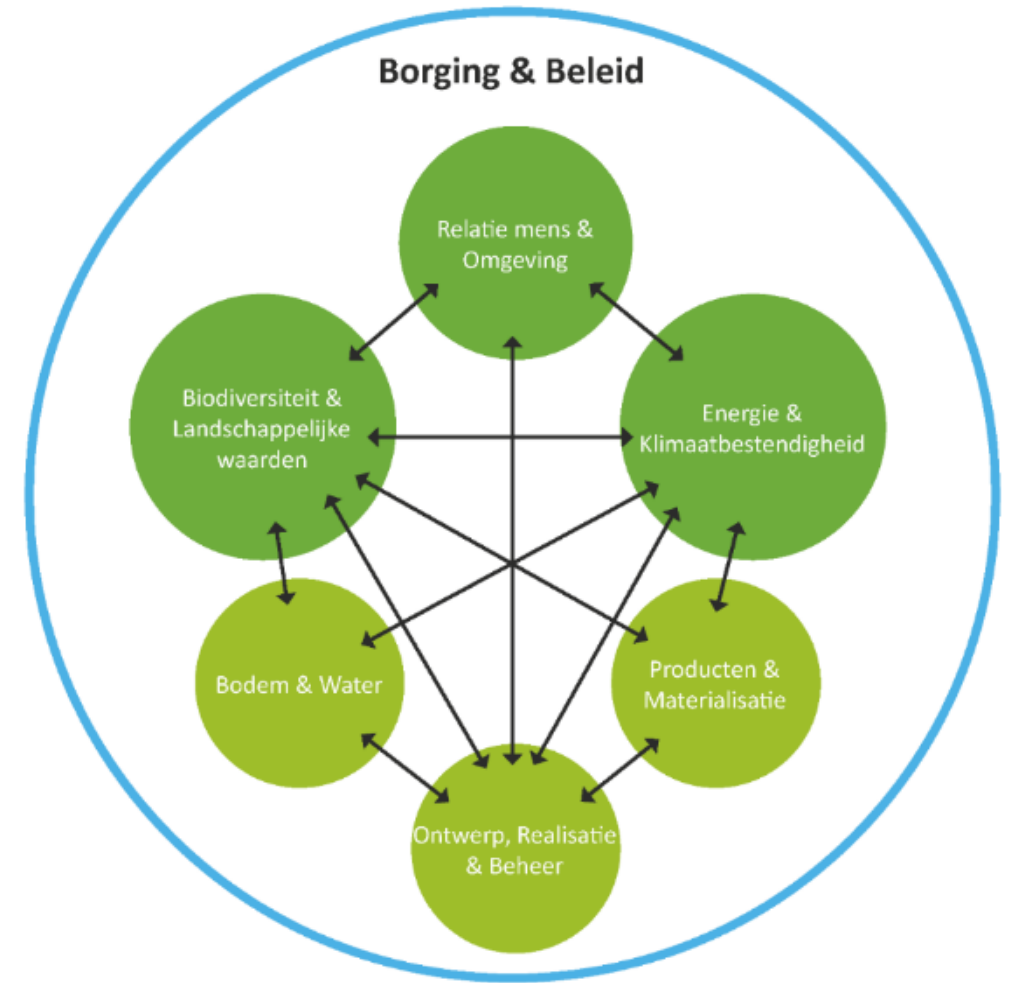 Borging & Beleid
Relatie mens &
Omgeving
Biodiversiteit &
Landschappelijke
waarden
Energie &
Klimaatbestendigheid
Bodem & Water
Producten &
Materialisatie
Ontwerp, Realisatie
& Beheer